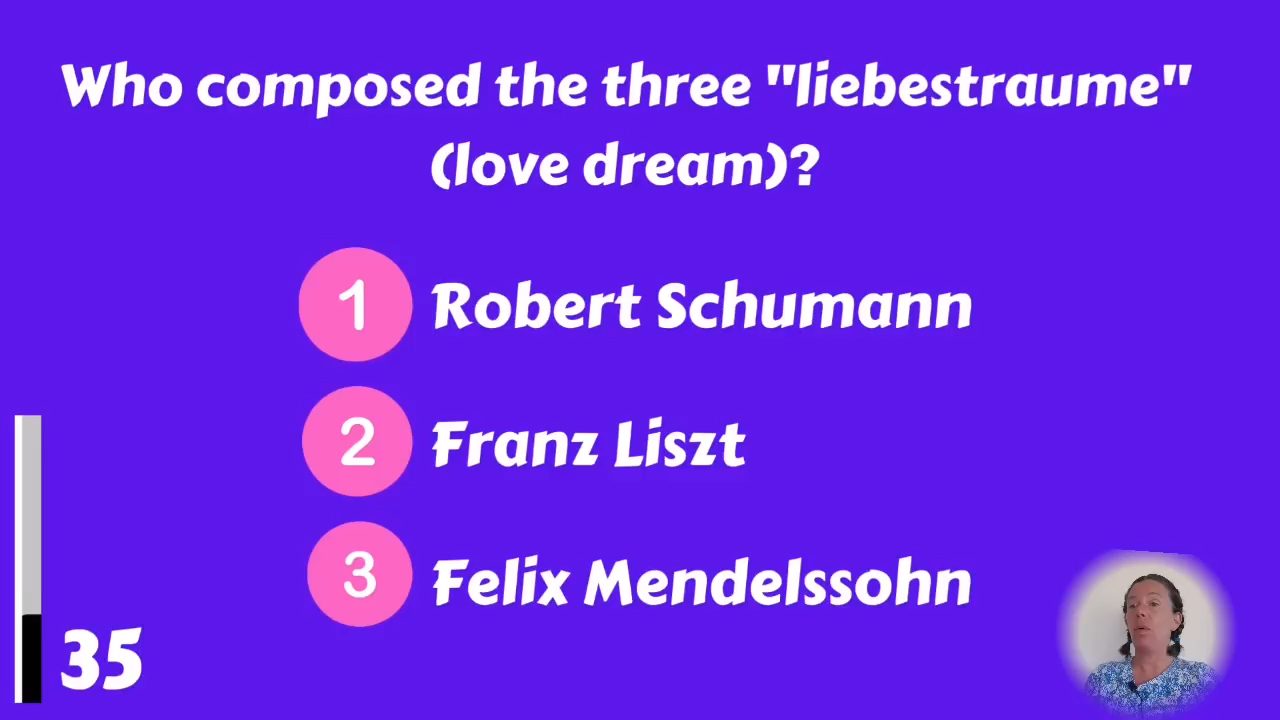 Who composed the three "liebestraume"
(love dream)?
1 Robert Schumann
2 Franz Liszt
3 Felix Mendelssohn
35